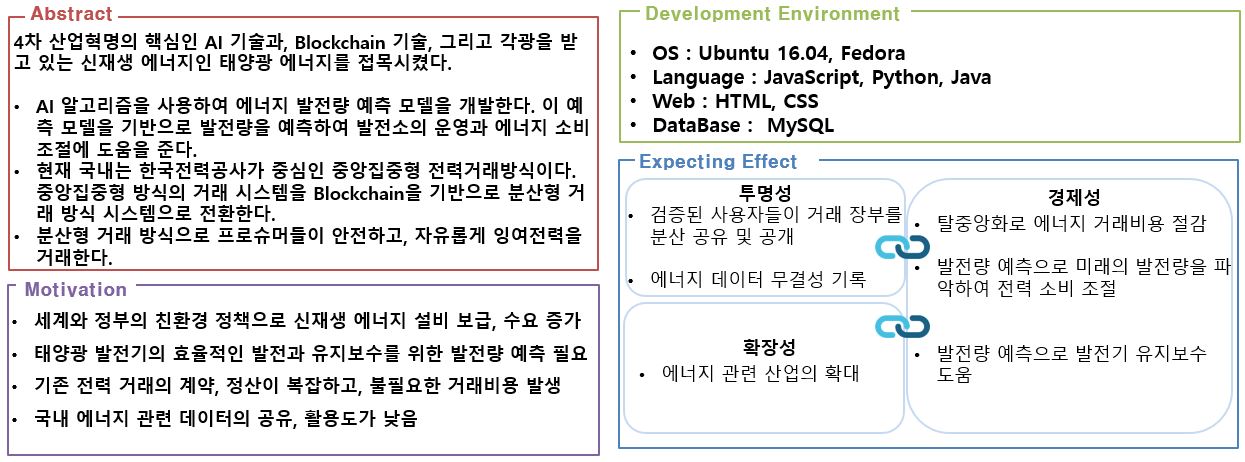 Abstract
4차 산업혁명의 핵심인 AI 기술과, Blockchain 기술, 그리고 각광을 받
고 있는 신재생 에너지인 태양광 에너지를 접목시켰다.
• AI 알고리즘을 사용하여 에너지 발전량 예측 모델을 개발한다. 이 예
측 모델을 기반으로 발전량을 예측하여 발전소의 운영과 에너지 소비
조절에 도움을 준다.
• 현재 국내는 한국전력공사가 중심인 중앙집중형 전력거래방식이다.
중앙집중형 방식의 거래 시스템을 Blockchain을 기반으로 분산형 거
래 방식 시스템으로 전환한다.
• 분산형 거래 방식으로 프로슈머들이 안전하고, 자유롭게 잉여전력을
거래한다.
Motivation
• 세계와 정부의 친환경 정책으로 신재생 에너지 설비 보급, 수요 증가
• 태양광 발전기의 효율적인 발전과 유지보수를 위한 발전량 예측 필요
• 기존 전력 거래의 계약, 정산이 복잡하고, 불필요한 거래비용 발생
• 국내 에너지 관련 데이터의 공유, 활용도가 낮음
Development Environment
• OS : Ubuntu 16.04, Fedora
• Language : JavaScript, Python, Java
• Web : HTML, CSS
• DataBase : MySQL
Expecting Effect
투명성
• 검증된 사용자들이 거래 장부를
분산 공유 및 공개
• 에너지 데이터 무결성 기록
확장성
• 에너지 관련 산업의 확대
경제성
• 탈중앙화로 에너지 거래비용 절감
• 발전량 예측으로 미래의 발전량을 파
악하여 전력 소비 조절
• 발전량 예측으로 발전기 유지보수
도움